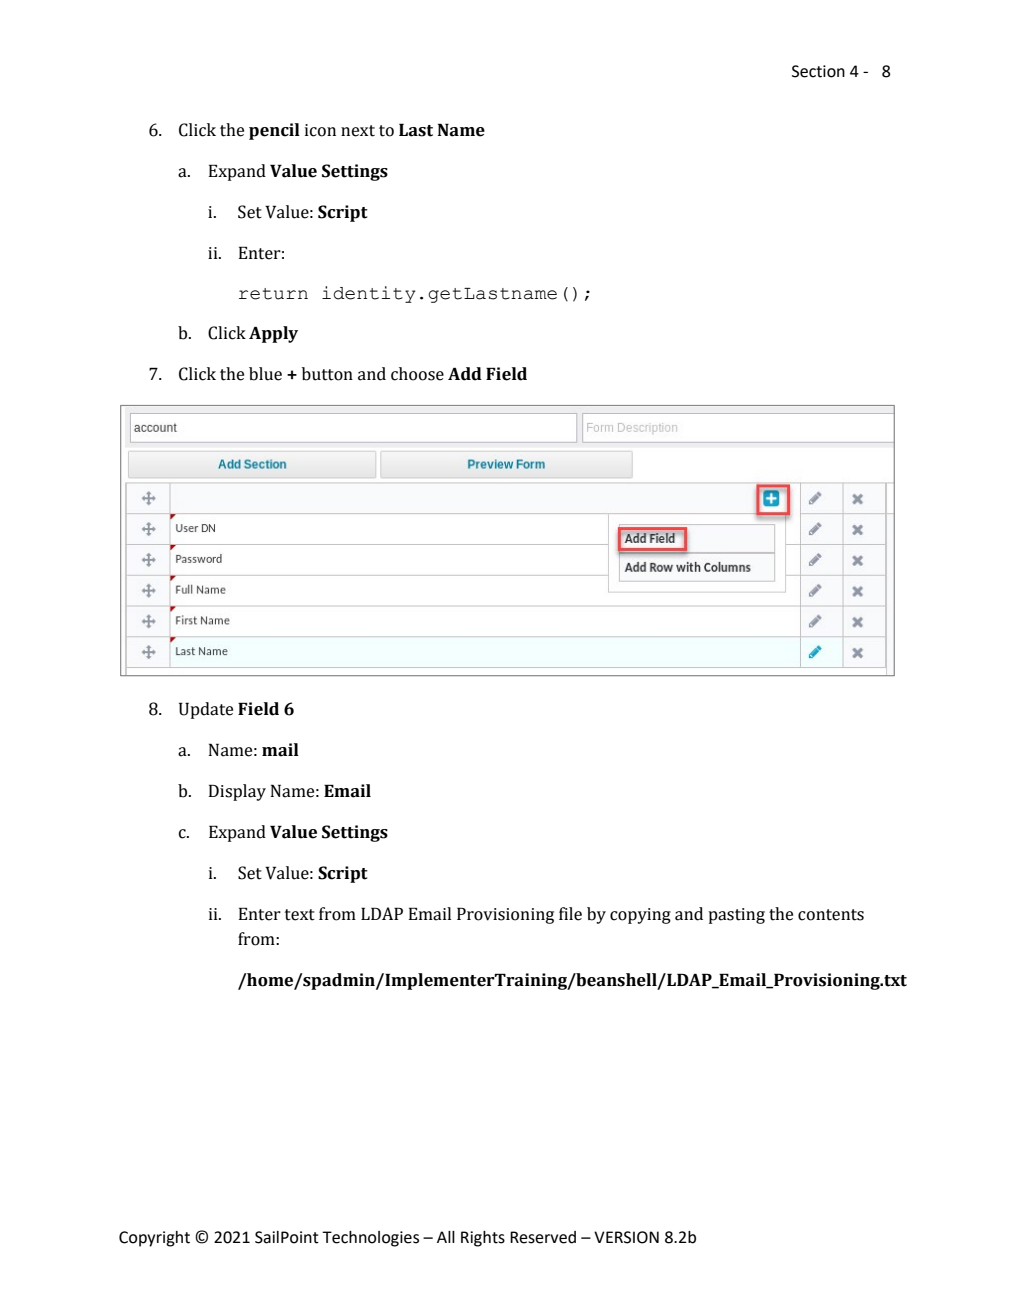 Section 4 - 8
6. Click the pencil icon next to Last Name
a. Expand Value Settings
i. Set Value: Script
ii. Enter:
return identity.getLastname();
b. Click Apply
7. Click the blue + button and choose Add Field
account
Form Description
Add Section
Preview Form
User DN
Add Field
Password
Add Row with Columns
Full Name
First Name
Last Name
8. Update Field 6
a. Name: mail
b. Display Name: Email
c. Expand Value Settings
i. Set Value: Script
ii. Enter text from LDAP Email Provisioning file by copying and pasting the contents
from:
/home/spadmin/ImplementerTraining/beanshell/LDAP_Email_Provisioning.txt
Copyright © 2021 SailPoint Technologies – All Rights Reserved – VERSION 8.2b